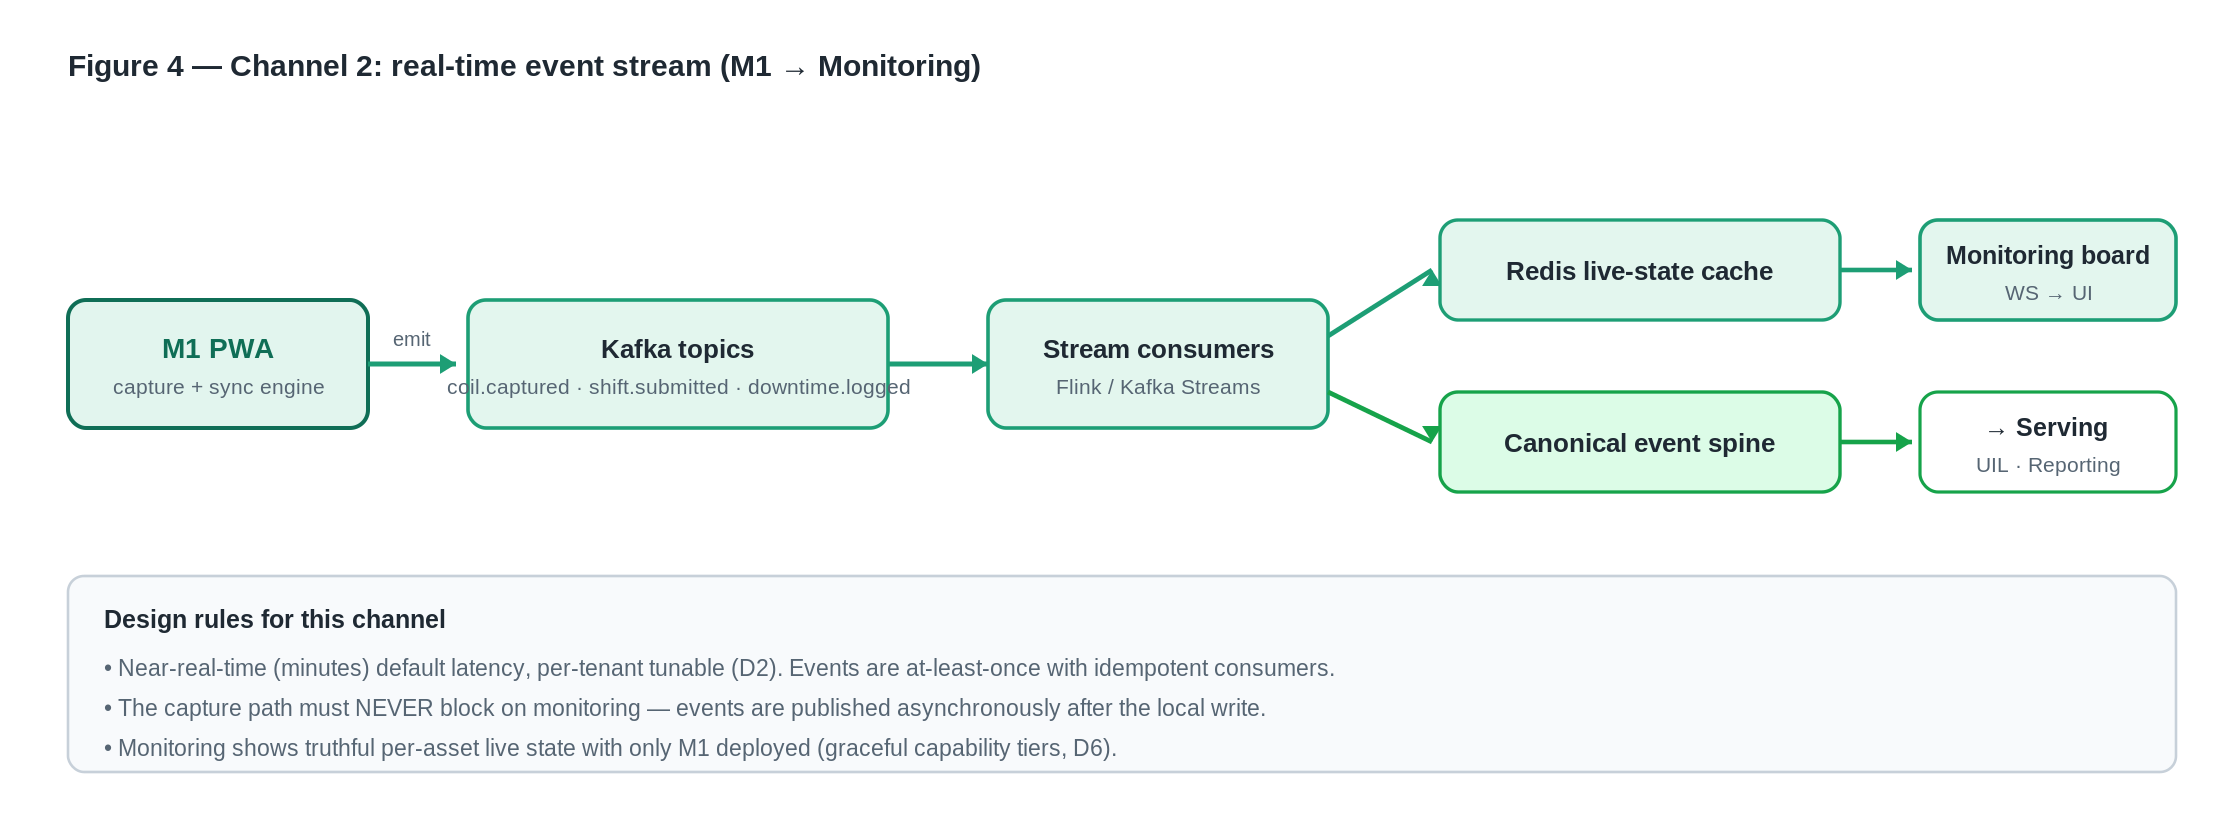 Figure 4 — Channel 2: real-time event stream (M1 → Monitoring)
M1 PWA
capture + sync engine
emit
Kafka topics
coil.captured · shift.submitted · downtime.logged
Stream consumers
Flink / Kafka Streams
Redis live-state cache
Monitoring board
WS → UI
Canonical event spine
→ Serving
UIL · Reporting
Design rules for this channel
• Near-real-time (minutes) default latency, per-tenant tunable (D2). Events are at-least-once with idempotent consumers.
• The capture path must NEVER block on monitoring — events are published asynchronously after the local write.
• Monitoring shows truthful per-asset live state with only M1 deployed (graceful capability tiers, D6).